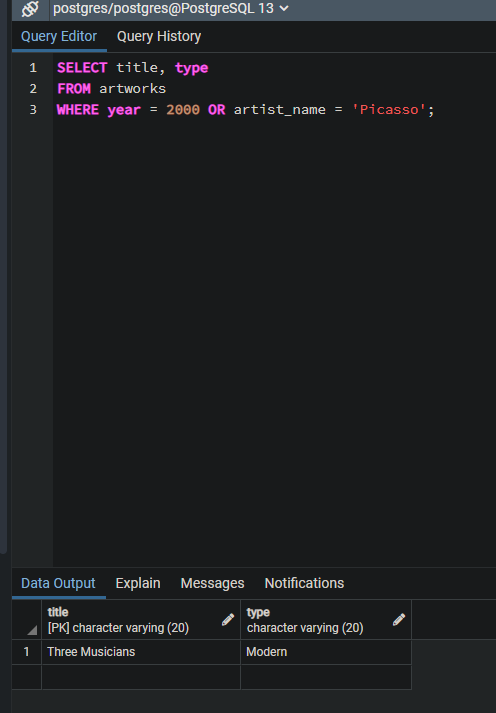 postgres/postgres@PostgreSQL 13
Query Editor Query History
1 SELECT title, type
2 FROM artworks
3 WHERE year = 2000 OR artist_name = 'Picasso';
Data Output Explain Messages Notifications
title type
[PK] character varying (20) character varying (20)
1 Three Musicians Modern